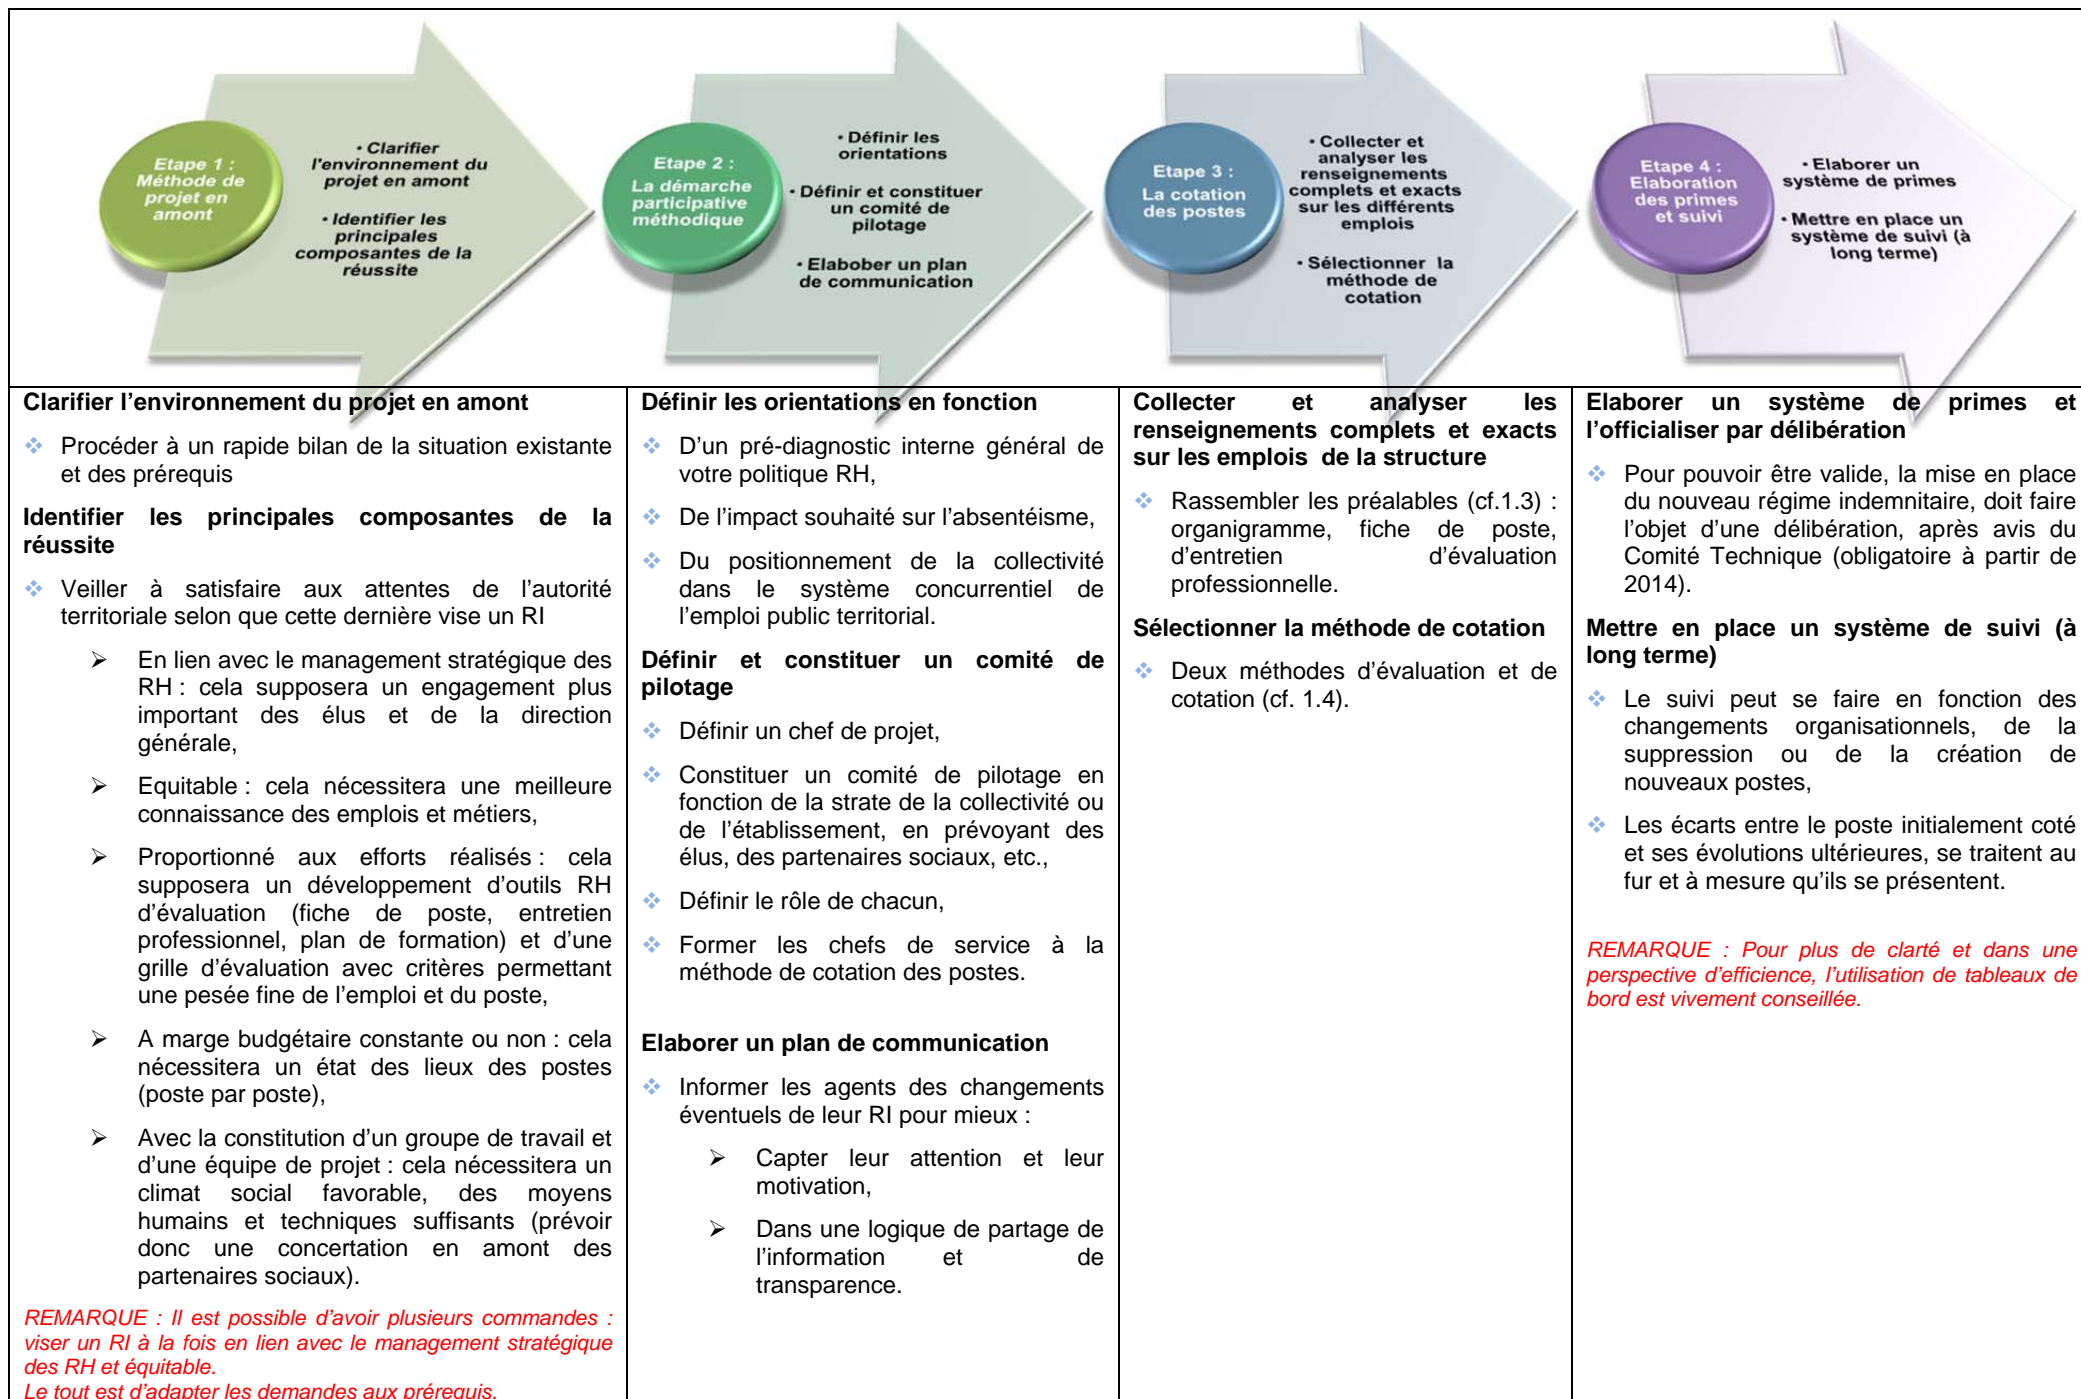 Etape 1 :
Méthode de
projet en
amont
• Clarifier
l'environnement du
projet en amont
• Identifier les
principales
composantes de la
réussite
Etape 2 :
La démarche
participative
méthodique
• Définir les
orientations
• Définir et constituer
un comité de
pilotage
• Elabober un plan
de communication
Etape 3 :
La cotation
des postes
• Collecter et
analyser les
renseignements
complets et exacts
sur les différents
emplois
• Sélectionner la
méthode de
cotation
Etape 4 :
Elaboration
des primes
et suivi
• Elaborer un
système de primes
• Mettre en place un
système de suivi (à
long terme)
Clarifier l’environnement du projet en amont
❖ Procéder à un rapide bilan de la situation existante
et des prérequis
Identifier les principales composantes de la
réussite
❖ Veiller à satisfaire aux attentes de l’autorité
territoriale selon que cette dernière vise un RI
➢ En lien avec le management stratégique des
RH : cela supposera un engagement plus
important des élus et de la direction
générale,
➢ Equitable : cela nécessitera une meilleure
connaissance des emplois et métiers,
➢ Proportionné aux efforts réalisés : cela
supposera un développement d’outils RH
d’évaluation (fiche de poste, entretien
professionnel, plan de formation) et d’une
grille d’évaluation avec critères permettant
une pesée fine de l’emploi et du poste,
➢ A marge budgétaire constante ou non : cela
nécessitera un état des lieux des postes
(poste par poste),
➢ Avec la constitution d’un groupe de travail et
d’une équipe de projet : cela nécessitera un
climat social favorable, des moyens
humains et techniques suffisants (prévoir
donc une concertation en amont des
partenaires sociaux).
REMARQUE : Il est possible d’avoir plusieurs commandes :
viser un RI à la fois en lien avec le management stratégique
des RH et équitable.
Le tout est d’adapter les demandes aux prérequis.
Définir les orientations en fonction
❖ D’un pré-diagnostic interne général de
votre politique RH,
❖ De l’impact souhaité sur l’absentéisme,
❖ Du positionnement de la collectivité
dans le système concurrentiel de
l’emploi public territorial.
Définir et constituer un comité de
pilotage
❖ Définir un chef de projet,
❖ Constituer un comité de pilotage en
fonction de la strate de la collectivité ou
de l’établissement, en prévoyant des
élus, des partenaires sociaux, etc.,
❖ Définir le rôle de chacun,
❖ Former les chefs de service à la
méthode de cotation des postes.
Elaborer un plan de communication
❖ Informer les agents des changements
éventuels de leur RI pour mieux :
➢ Capter leur attention et leur
motivation,
➢ Dans une logique de partage de
l’information et de
transparence.
Collecter et analyser les
renseignements complets et exacts
sur les emplois de la structure
❖ Rassembler les préalables (cf.1.3) :
organigramme, fiche de poste,
d’entretien d’évaluation
professionnelle.
Sélectionner la méthode de cotation
❖ Deux méthodes d’évaluation et de
cotation (cf. 1.4).
Elaborer un système de primes et
l’officialiser par délibération
❖ Pour pouvoir être valide, la mise en place
du nouveau régime indemnitaire, doit faire
l’objet d’une délibération, après avis du
Comité Technique (obligatoire à partir de
2014).
Mettre en place un système de suivi (à
long terme)
❖ Le suivi peut se faire en fonction des
changements organisationnels, de la
suppression ou de la création de
nouveaux postes,
❖ Les écarts entre le poste initialement coté
et ses évolutions ultérieures, se traitent au
fur et à mesure qu’ils se présentent.
REMARQUE : Pour plus de clarté et dans une
perspective d’efficience, l’utilisation de tableaux de
bord est vivement conseillée.